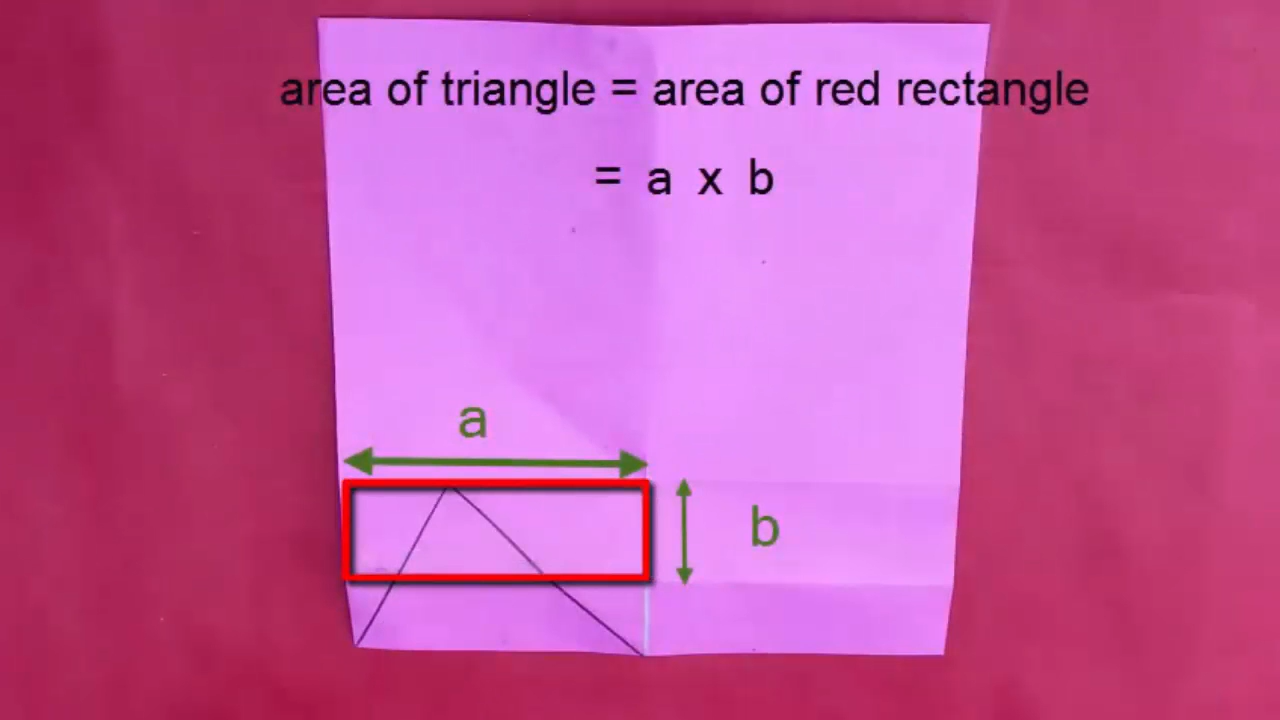 area of triangle = area of red rectangle
= a x b
a
b